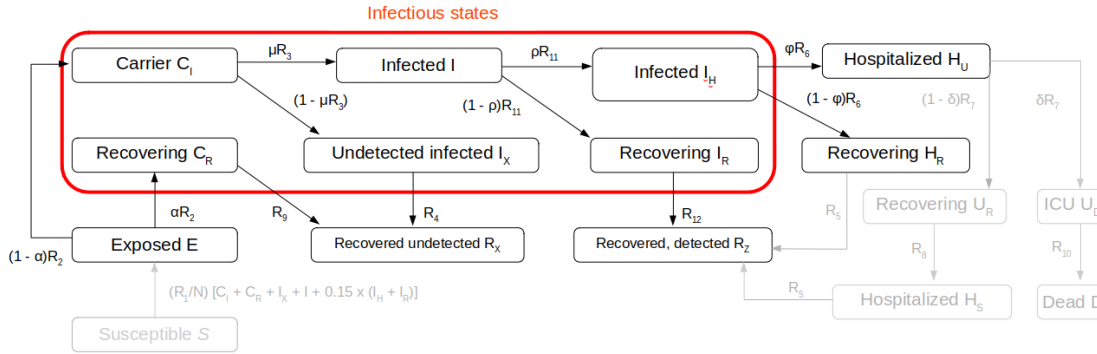 Infectious states
Carrier C_I
μR_3
Infected I
ρR_11
Infected I_H
φR_6
Hospitalized H_U
(1 - μR_3)
(1 - ρ)R_11
(1 - φ)R_6
(1 - δ)R_7
δR_7
Recovering C_R
Undetected infected I_X
Recovering I_R
Recovering H_R
αR_2
R_9
R_4
R_12
R_5
Recovering U_R
ICU U_D
(1 - α)R_2
Exposed E
Recovered undetected R_X
Recovered, detected R_Z
R_8
R_10
(R_1/N) [C_I + C_R + I_X + I + 0.15 x (I_H + I_R)]
R_5
Hospitalized H_S
Dead D
Susceptible S